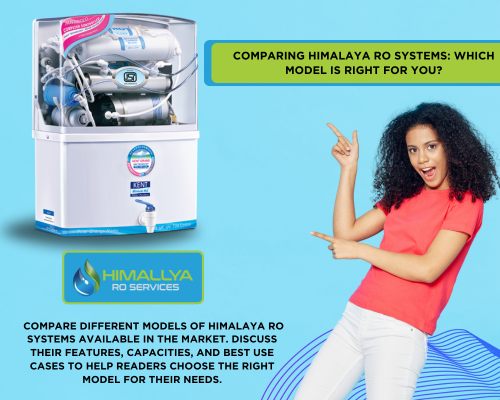 COMPARING HIMALAYA RO SYSTEMS: WHICH
MODEL IS RIGHT FOR YOU?
KENT
HIMALLYA
RO SERVICES
COMPARE DIFFERENT MODELS OF HIMALAYA RO
SYSTEMS AVAILABLE IN THE MARKET. DISCUSS
THEIR FEATURES, CAPACITIES, AND BEST USE
CASES TO HELP READERS CHOOSE THE RIGHT
MODEL FOR THEIR NEEDS.